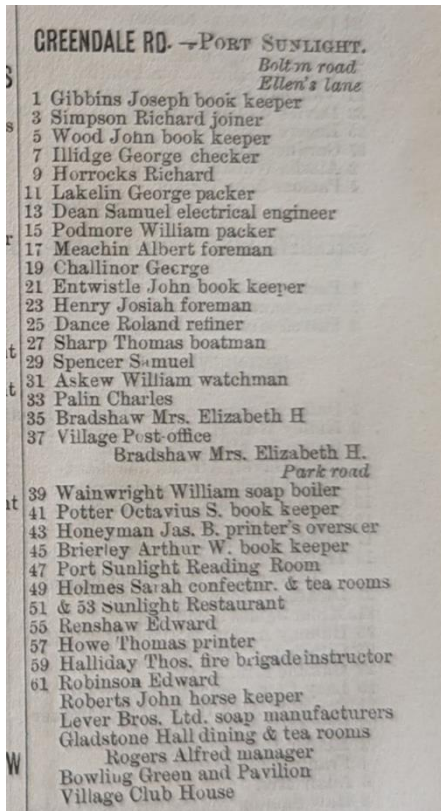 GREENDALE RD. — PORT SUNLIGHT.
Bolton road
Ellen's lane
1 Gibbins Joseph book keeper
3 Simpson Richard joiner
5 Wood John book keeper
7 Illidge George checker
9 Horrocks Richard
11 Lakelin George packer
13 Dean Samuel electrical engineer
15 Podmore William packer
17 Meachin Albert foreman
19 Challinor George
21 Entwistle John book keeper
23 Henry Josiah foreman
25 Dance Roland refiner
27 Sharp Thomas boatman
29 Spencer Samuel
31 Askew William watchman
33 Palin Charles
35 Bradshaw Mrs. Elizabeth H
37 Village Post-office
Bradshaw Mrs. Elizabeth H.
Park road
39 Wainwright William soap boiler
41 Potter Octavius S. book keeper
43 Honeyman Jas. B. printer's overseer
45 Brierley Arthur W. book keeper
47 Port Sunlight Reading Room
49 Holmes Sarah confectnr. & tea rooms
51 & 53 Sunlight Restaurant
55 Renshaw Edward
57 Howe Thomas printer
59 Halliday Thos. fire brigade instructor
61 Robinson Edward
Roberts John horse keeper
Lever Bros. Ltd. soap manufacturers
Gladstone Hall dining & tea rooms
Rogers Alfred manager
Bowling Green and Pavilion
Village Club House